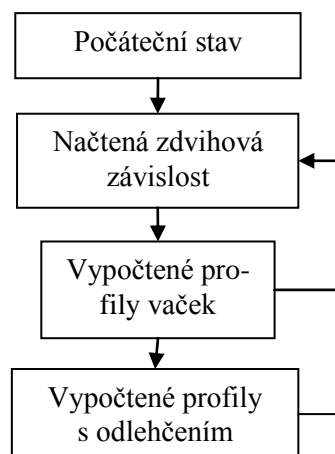 Počáteční stav
Načtená zdvihová
závislost
Vypočtené pro-
fily vaček
Vypočtené profily
s odlehčením